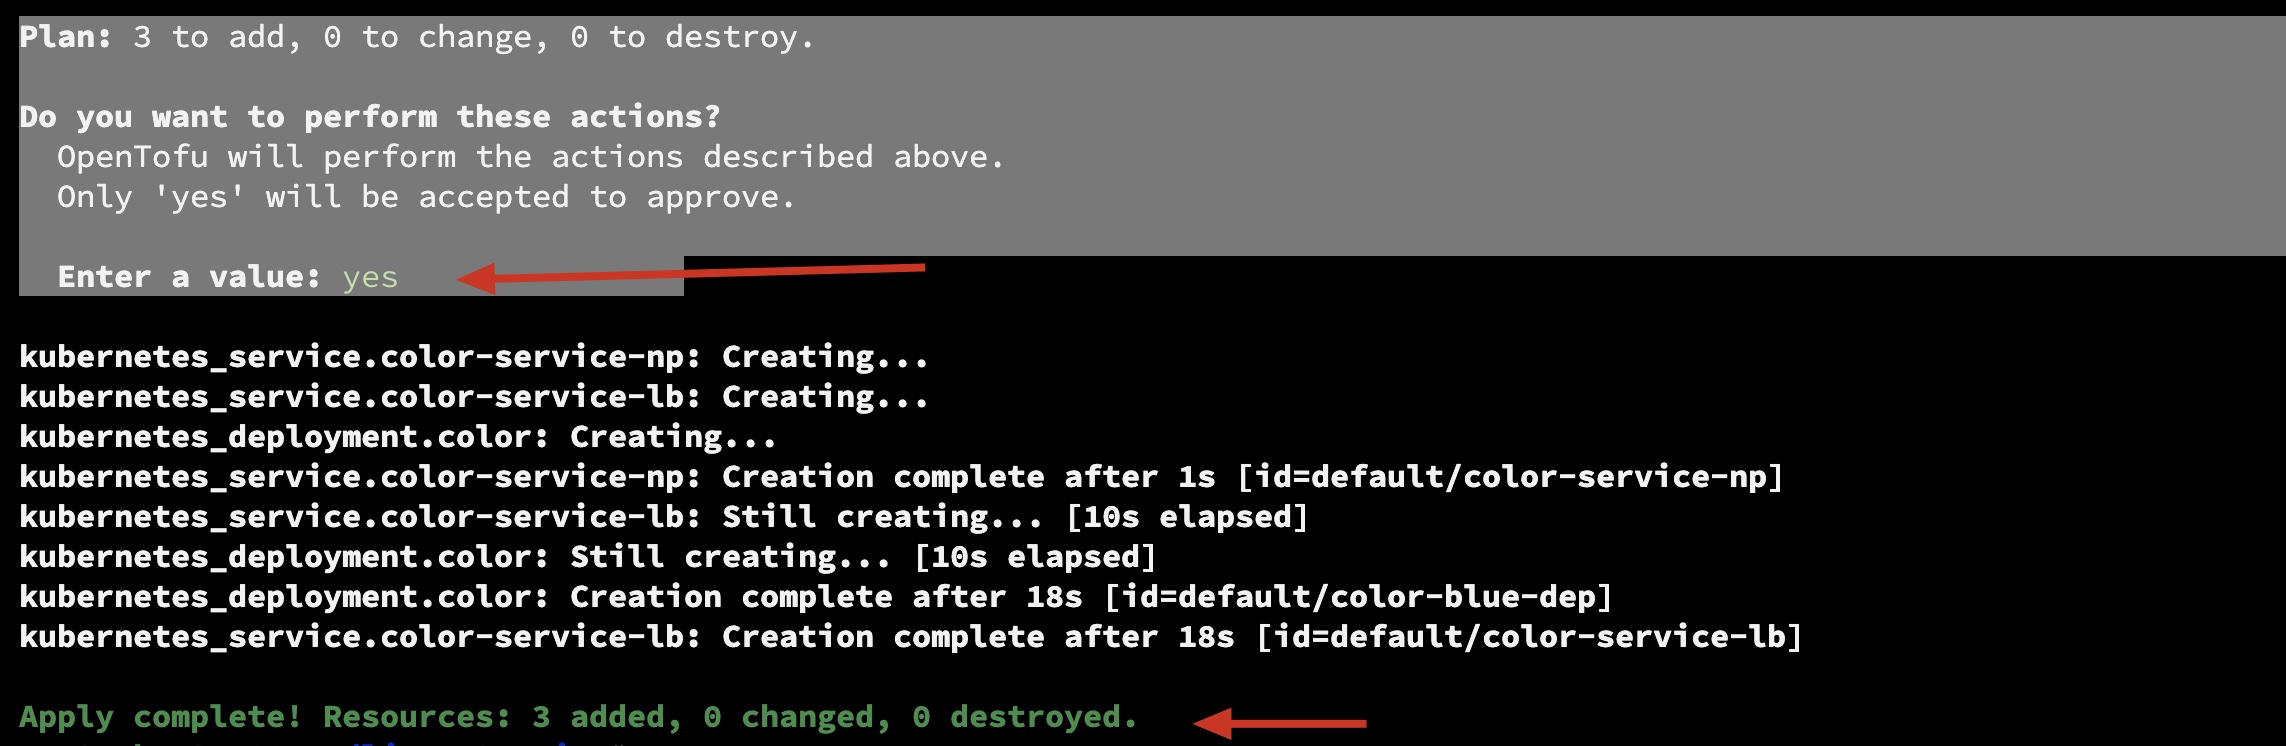 Plan: 3 to add, 0 to change, 0 to destroy.
Do you want to perform these actions?
OpenTofu will perform the actions described above.
Only 'yes' will be accepted to approve.
Enter a value: yes
kubernetes_service.color-service-np: Creating...
kubernetes_service.color-service-lb: Creating...
kubernetes_deployment.color: Creating...
kubernetes_service.color-service-np: Creation complete after 1s [id=default/color-service-np]
kubernetes_service.color-service-lb: Still creating... [10s elapsed]
kubernetes_deployment.color: Still creating... [10s elapsed]
kubernetes_deployment.color: Creation complete after 18s [id=default/color-blue-dep]
kubernetes_service.color-service-lb: Creation complete after 18s [id=default/color-service-lb]
Apply complete! Resources: 3 added, 0 changed, 0 destroyed.